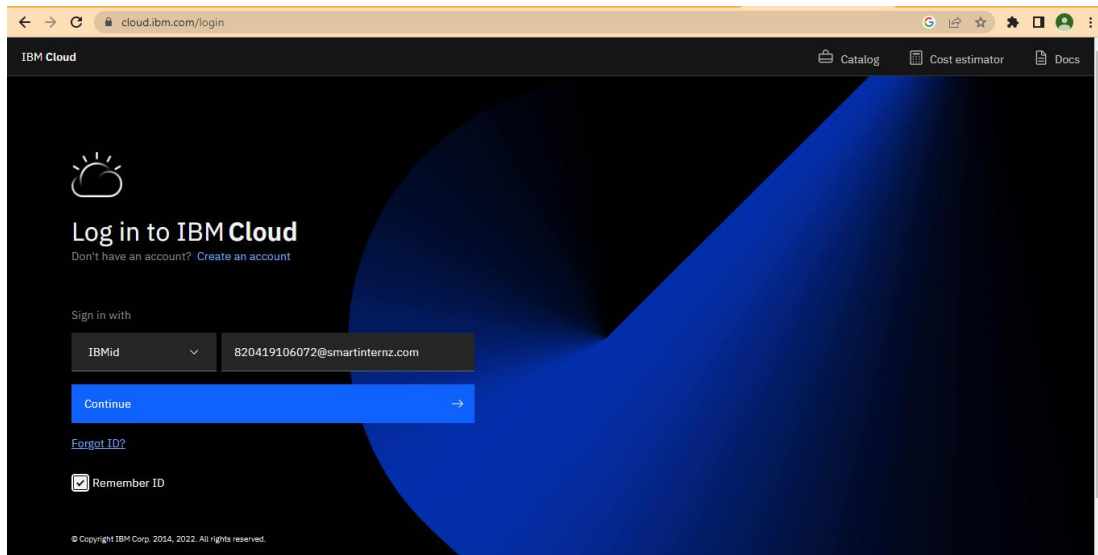 cloud.ibm.com/login
IBM Cloud
Catalog
Cost estimator
Docs
Log in to IBM Cloud
Don't have an account? Create an account
Sign in with
IBMid
820419106072@smartinternz.com
Continue
Forgot ID?
Remember ID
© Copyright IBM Corp. 2014, 2022. All rights reserved.